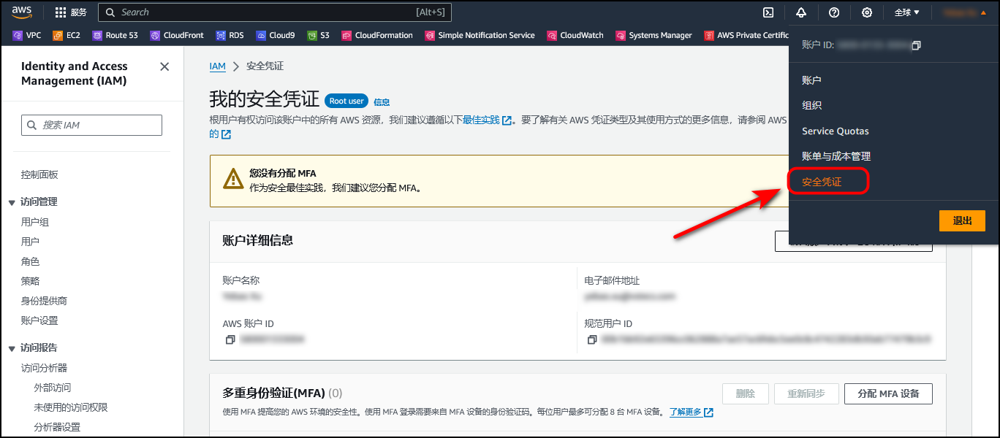 aws
服务
Search
[Alt+S]
全球
VPC
EC2
Route 53
CloudFront
RDS
Cloud9
S3
CloudFormation
Simple Notification Service
CloudWatch
Systems Manager
AWS Private Certific
账户 ID:
账户
组织
Service Quotas
账单与成本管理
安全凭证
退出
Identity and Access
Management (IAM)
搜索 IAM
控制面板
访问管理
用户组
用户
角色
策略
身份提供商
账户设置
访问报告
访问分析器
外部访问
未使用的访问权限
分析器设置
IAM
安全凭证
我的安全凭证 Root user 信息
根用户有权访问该账户中的所有 AWS 资源，我们建议遵循以下最佳实践。要了解有关 AWS 凭证类型及其使用方式的更多信息，请参阅 AWS
的
您没有分配 MFA
作为安全最佳实践，我们建议您分配 MFA。
账户详细信息
账户名称
电子邮件地址
AWS 账户 ID
规范用户 ID
多重身份验证(MFA) (0)
删除
重新同步
分配 MFA 设备
使用 MFA 提高您的 AWS 环境的安全性。使用 MFA 登录需要来自 MFA 设备的身份验证码。每位用户最多可分配 8 台 MFA 设备。 了解更多